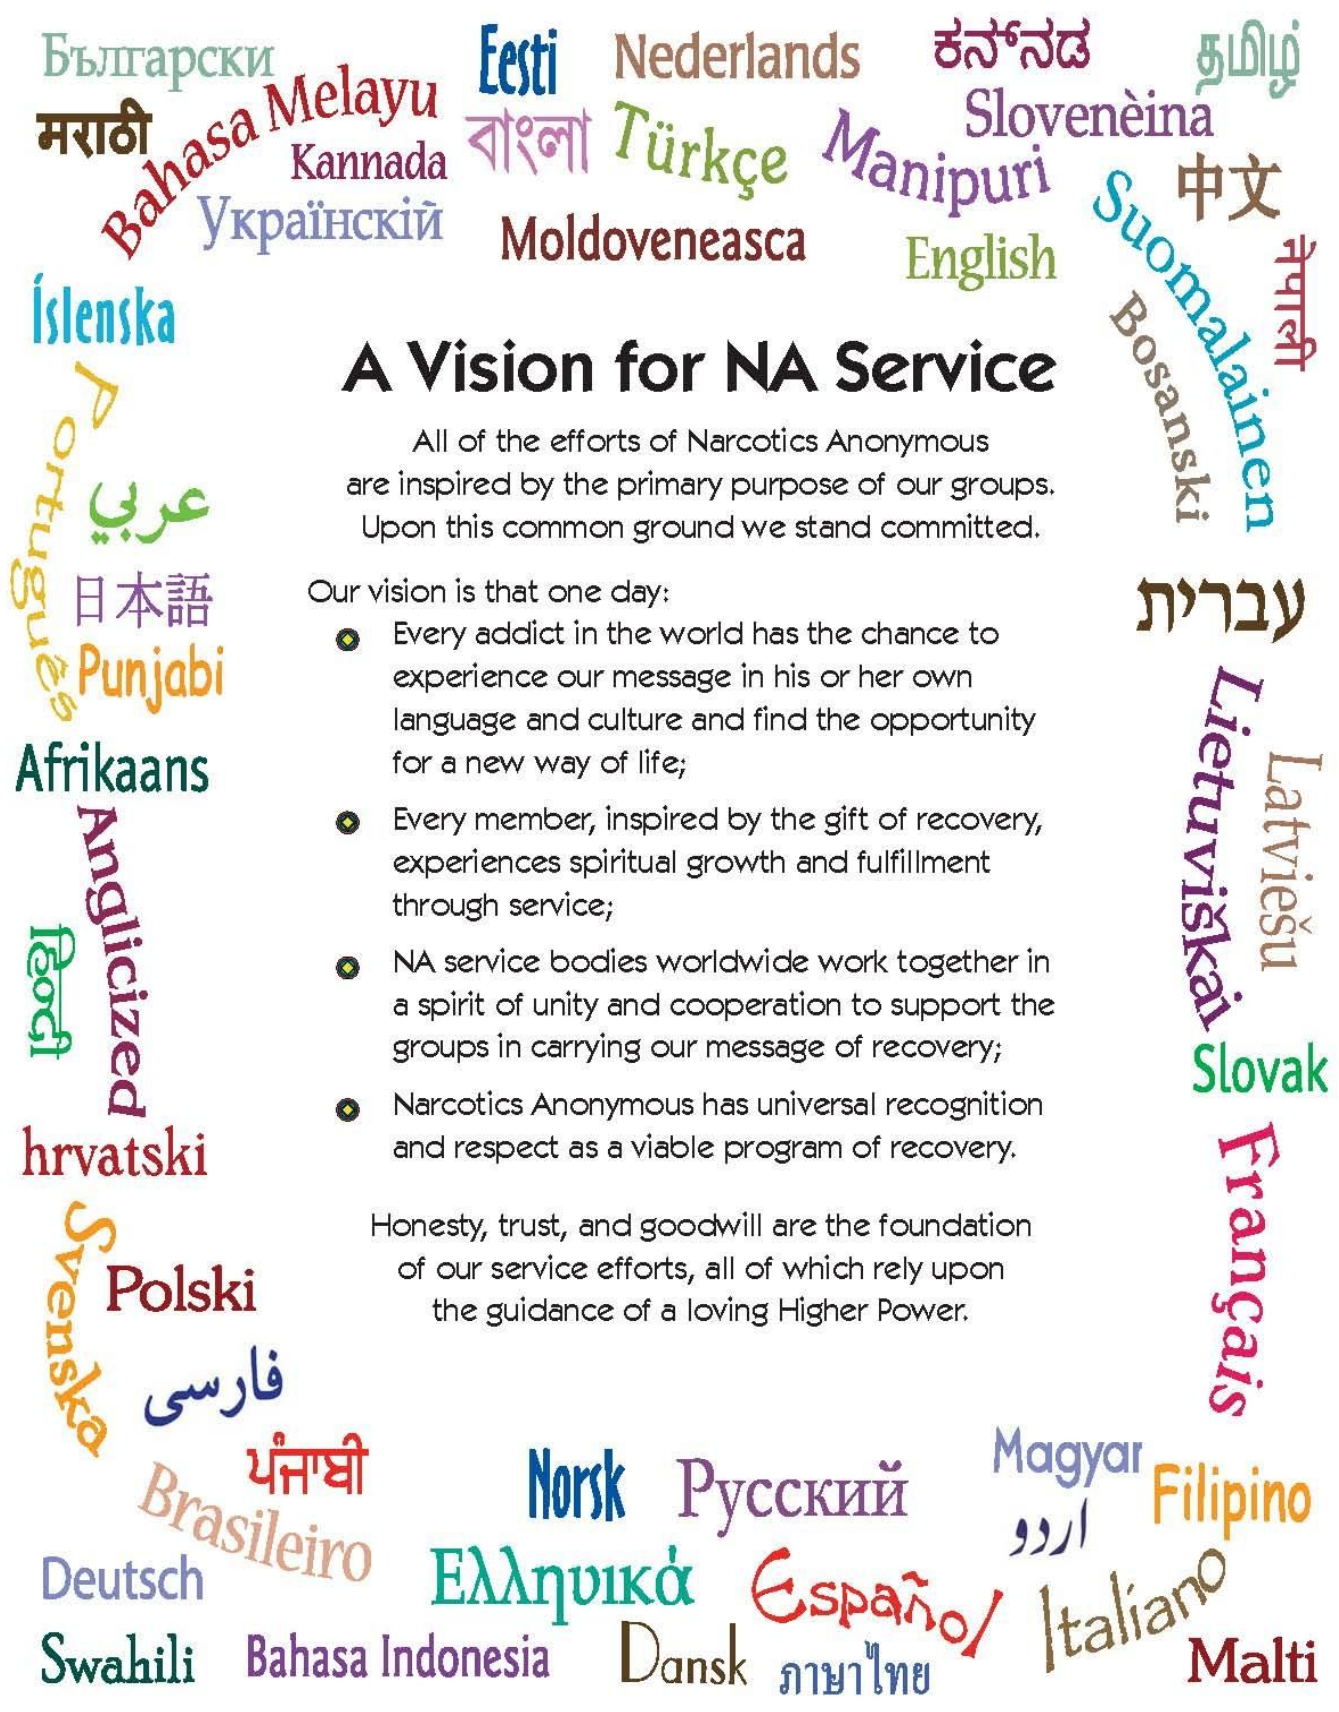 Български
Eesti
Nederlands
ಕನ್ನಡ
தமிழ்
मराठी
Bahasa Melayu
Kannada
বাংলা
Türkçe
Manipuri
Slovenèina
中文
Українскій
Moldoveneasca
English
Suomalainen
नेपाली
Bosanski
Íslenska
Português
عربي
日本語
Punjabi
Afrikaans
Anglicized
हिन्दी
hrvatski
A Vision for NA Service
All of the efforts of Narcotics Anonymous
are inspired by the primary purpose of our groups.
Upon this common ground we stand committed.
Our vision is that one day:
Every addict in the world has the chance to
experience our message in his or her own
language and culture and find the opportunity
for a new way of life;
Every member, inspired by the gift of recovery,
experiences spiritual growth and fulfillment
through service;
NA service bodies worldwide work together in
a spirit of unity and cooperation to support the
groups in carrying our message of recovery;
Narcotics Anonymous has universal recognition
and respect as a viable program of recovery.
Honesty, trust, and goodwill are the foundation
of our service efforts, all of which rely upon
the guidance of a loving Higher Power.
עברית
Lietuviškai
Latviešu
Slovak
Français
Svenska
Polski
فارسی
ਪੰਜਾਬੀ
Brasileiro
Norsk
Русский
Magyar
Filipino
اردو
Deutsch
Ελληυικά
Español
Italiano
Swahili
Bahasa Indonesia
Dansk
ภาษาไทย
Malti